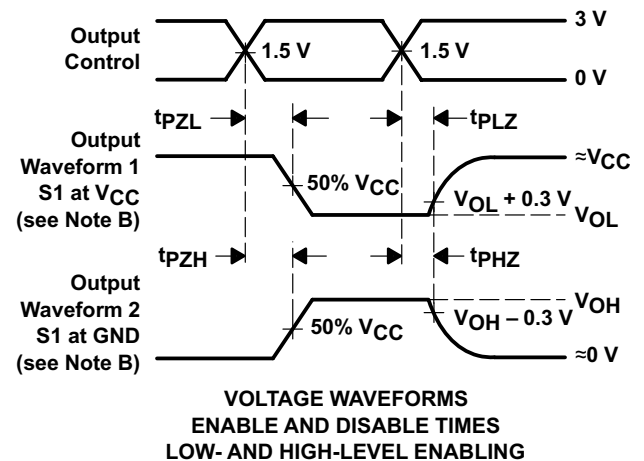 Output
Control
1.5 V
1.5 V
3 V
0 V
tPZL
tPLZ
Output
Waveform 1
S1 at VCC
(see Note B)
50% VCC
≈VCC
VOL + 0.3 V
VOL
tPZH
tPHZ
Output
Waveform 2
S1 at GND
(see Note B)
50% VCC
VOH
VOH – 0.3 V
≈0 V
VOLTAGE WAVEFORMS
ENABLE AND DISABLE TIMES
LOW- AND HIGH-LEVEL ENABLING